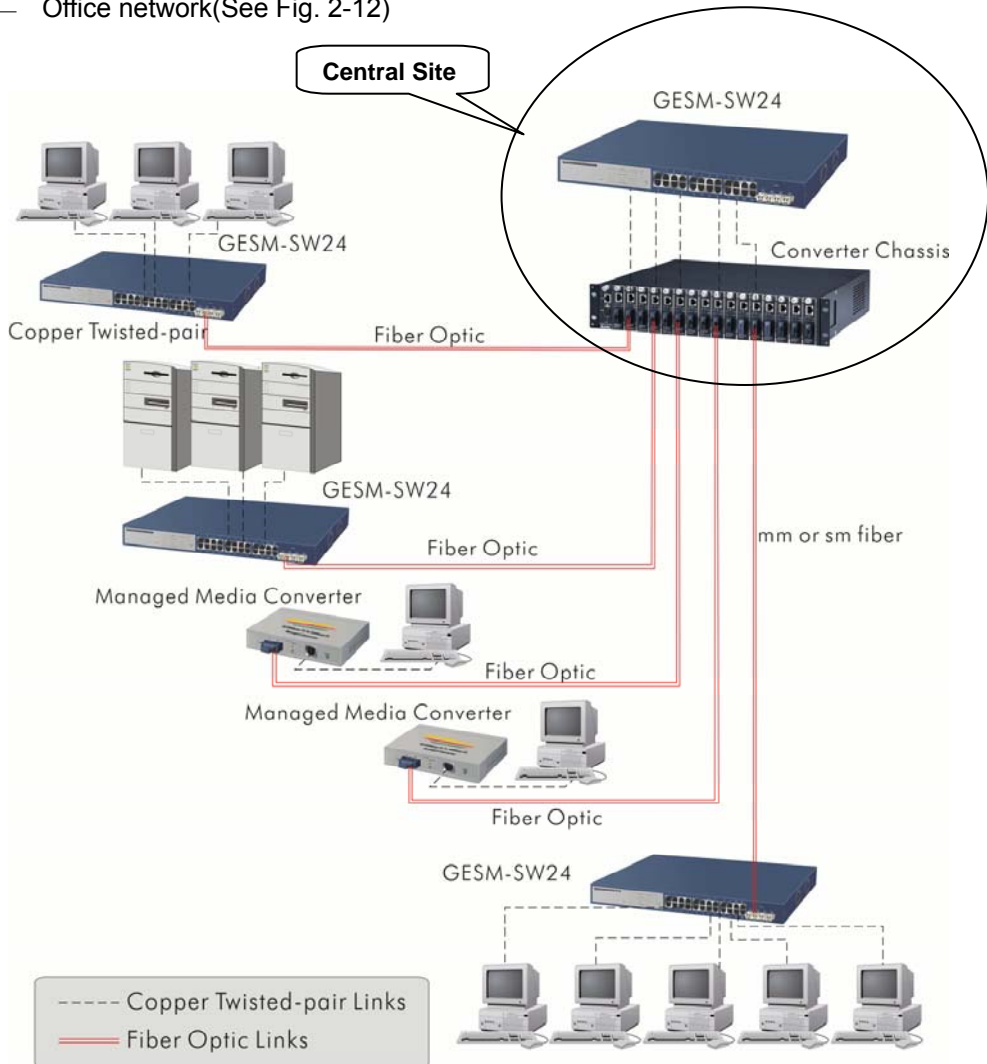 — Office network(See Fig. 2-12)
Central Site
GESM-SW24
GESM-SW24
Converter Chassis
Copper Twisted-pair
Fiber Optic
GESM-SW24
mm or sm fiber
Fiber Optic
Managed Media Converter
Fiber Optic
Managed Media Converter
Fiber Optic
GESM-SW24
Copper Twisted-pair Links
Fiber Optic Links